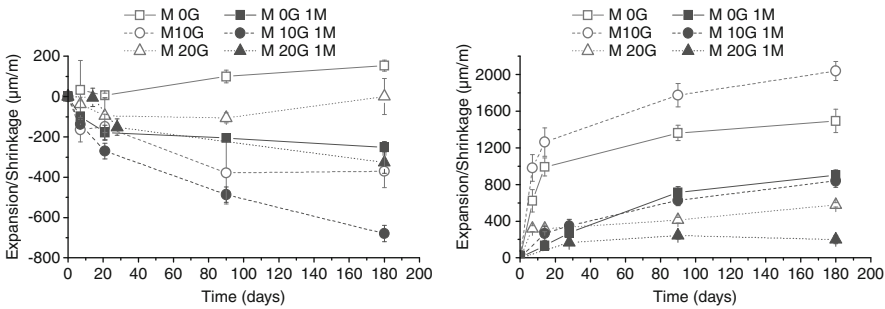 M 0G M 0G 1M
M10G M 10G 1M
M 20G M 20G 1M
Expansion/Shrinkage (μm/m)
200
0
-200
-400
-600
-800
0 20 40 60 80 100 120 140 160 180 200
Time (days)
M 0G M 0G 1M
M10G M 10G 1M
M 20G M 20G 1M
Expansion/Shrinkage (μm/m)
2000
1600
1200
800
400
0
0 20 40 60 80 100 120 140 160 180 200
Time (days)